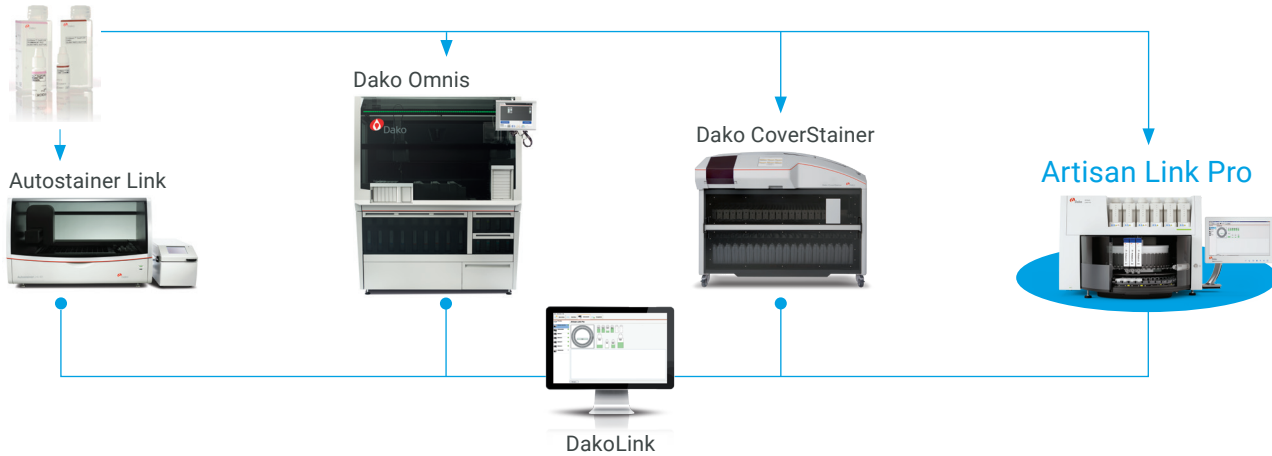 Dako Omnis
Dako
Dako CoverStainer
Artisan Link Pro
Autostainer Link
DakoLink